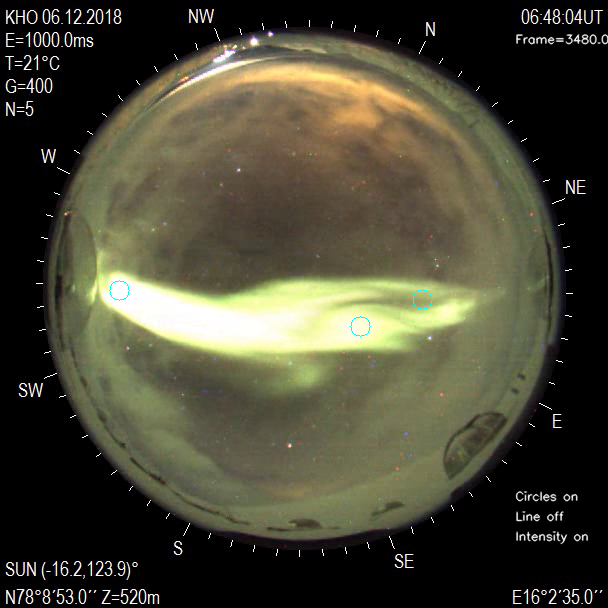 KHO 06.12.2018
E=1000.0ms
T=21°C
G=400
N=5
06:48:04UT
Frame=3480.0
NW
N
W
NE
SW
E
S
SE
Circles on
Line off
Intensity on
SUN (-16.2,123.9)°
N78°8´53.0´´ Z=520m
E16°2´35.0´´